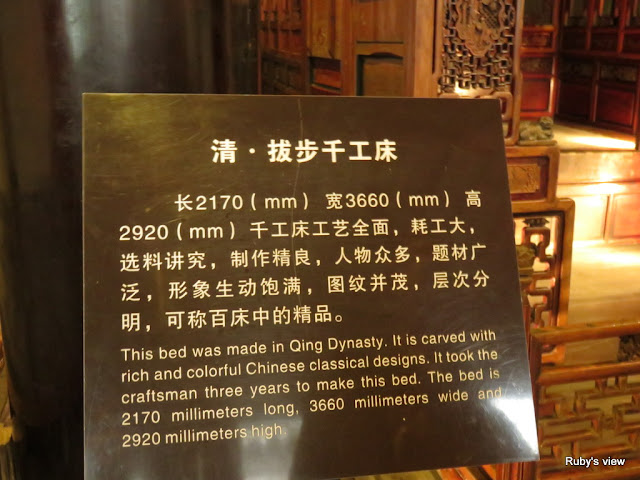 清·拔步千工床
长2170（mm） 宽3660（mm） 高
2920（mm） 千工床工艺全面，耗工大，
选料讲究，制作精良，人物众多，题材广
泛，形象生动饱满，图纹并茂，层次分
明，可称百床中的精品。
This bed was made in Qing Dynasty. It is carved with
rich and colorful Chinese classical designs. It took the
craftsman three years to make this bed. The bed is
2170 millimeters long, 3660 millimeters wide and
2920 millimeters high.
Ruby's view